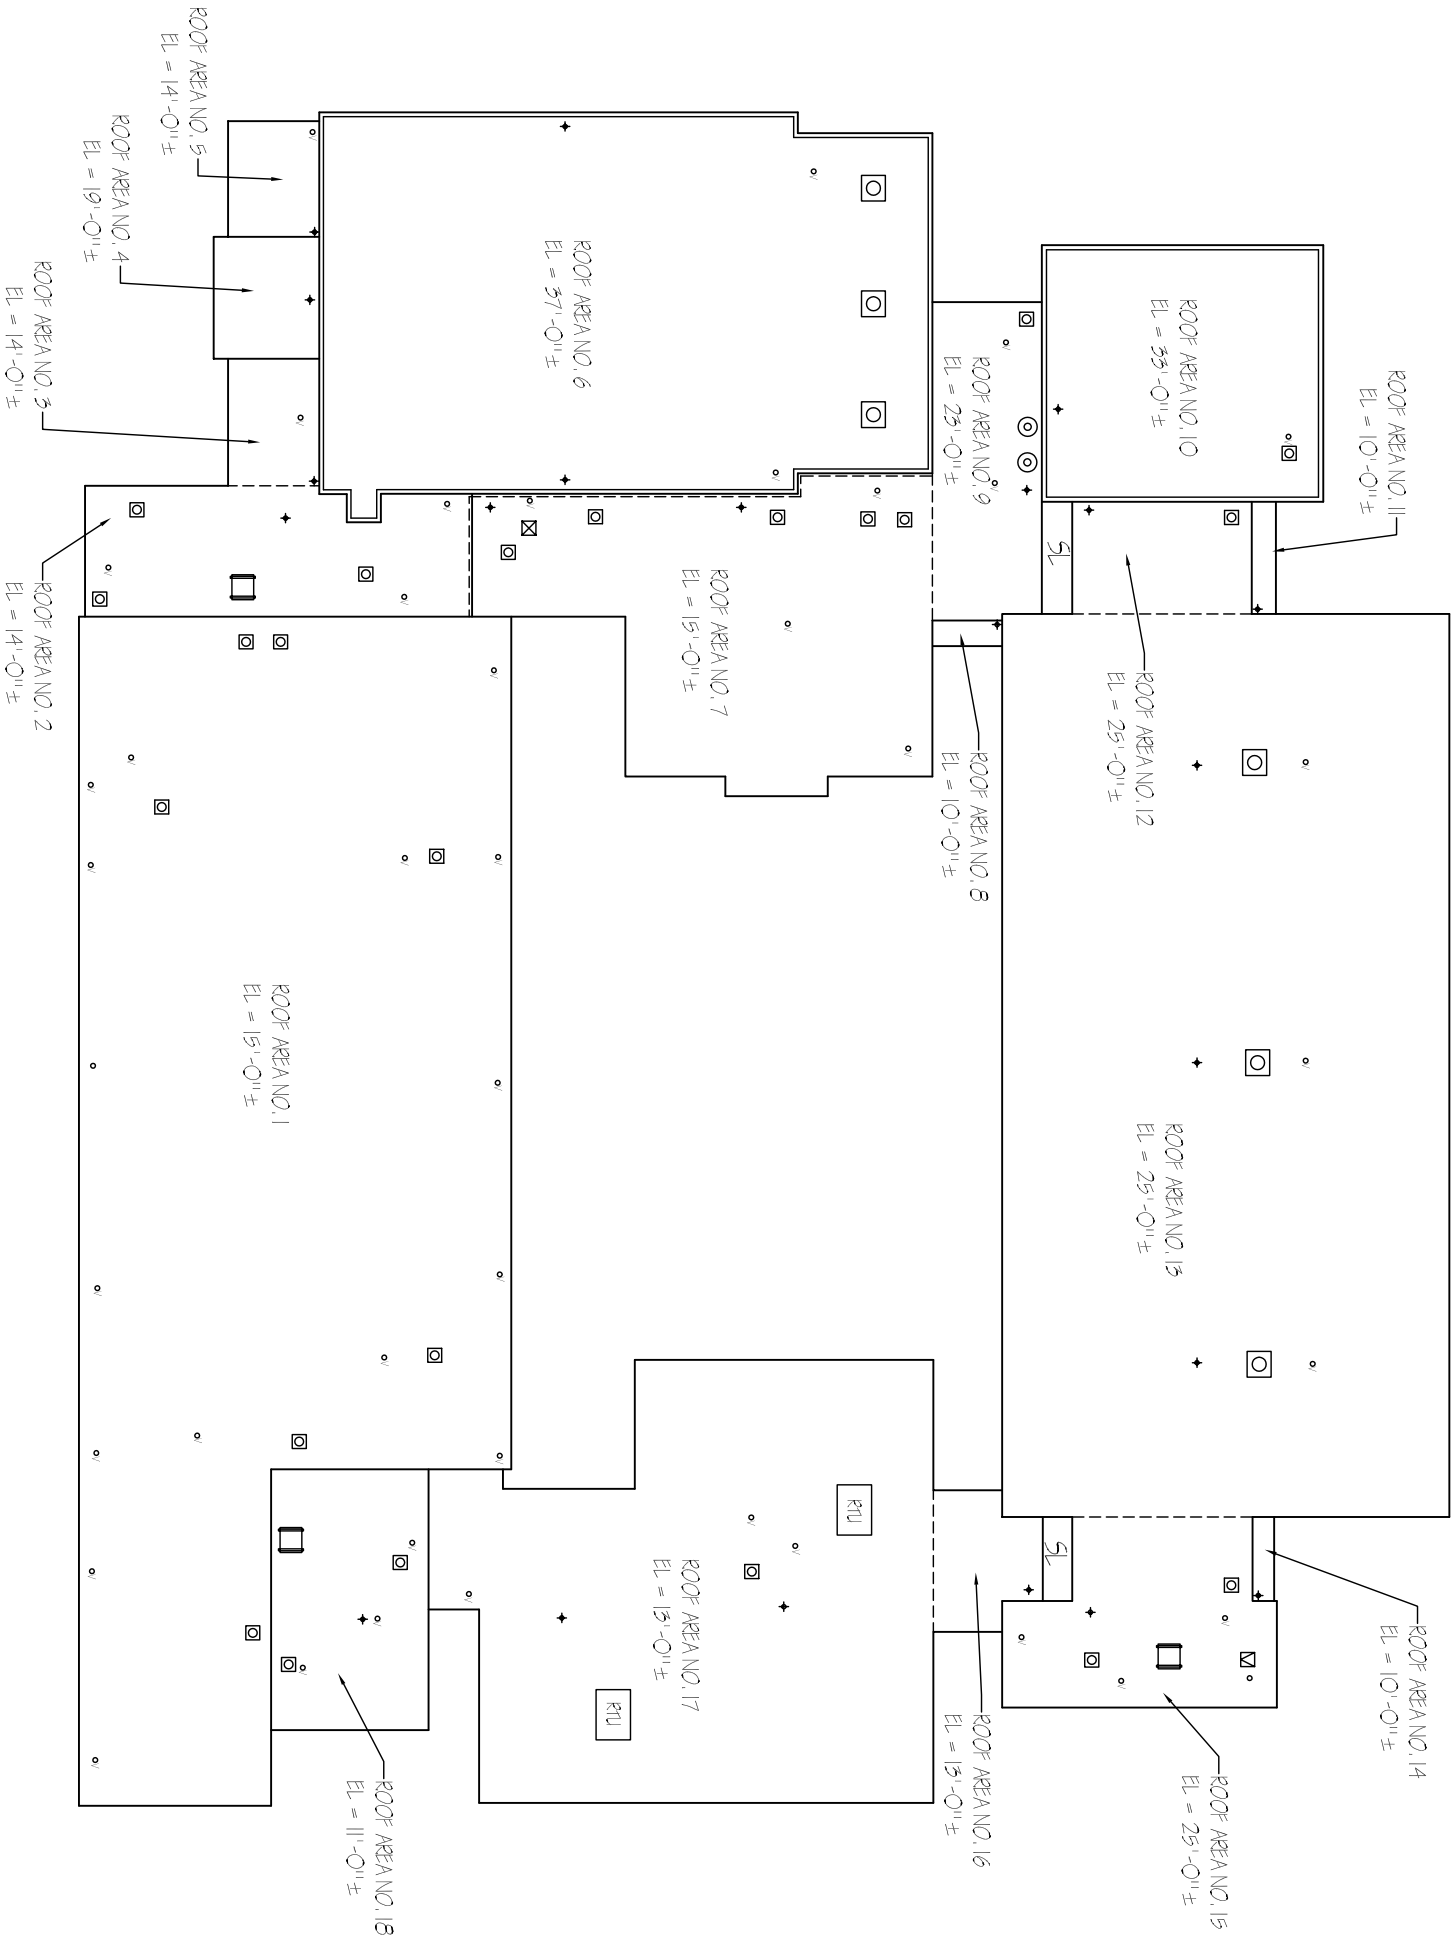 ROOF AREA NO. 5
EL = 14'-0"±
ROOF AREA NO. 4
EL = 19'-0"±
ROOF AREA NO. 3
EL = 14'-0"±
ROOF AREA NO. 2
EL = 14'-0"±
ROOF AREA NO. 6
EL = 37'-0"±
ROOF AREA NO. 10
EL = 33'-0"±
ROOF AREA NO. 11
EL = 10'-0"±
ROOF AREA NO. 9
EL = 23'-0"±
SL
ROOF AREA NO. 7
EL = 15'-0"±
ROOF AREA NO. 8
EL = 10'-0"±
ROOF AREA NO. 12
EL = 25'-0"±
ROOF AREA NO. 1
EL = 15'-0"±
ROOF AREA NO. 13
EL = 25'-0"±
RTU
SL
ROOF AREA NO. 17
EL = 13'-0"±
RTU
ROOF AREA NO. 14
EL = 10'-0"±
ROOF AREA NO. 16
EL = 13'-0"±
ROOF AREA NO. 15
EL = 25'-0"±
ROOF AREA NO. 18
EL = 11'-0"±